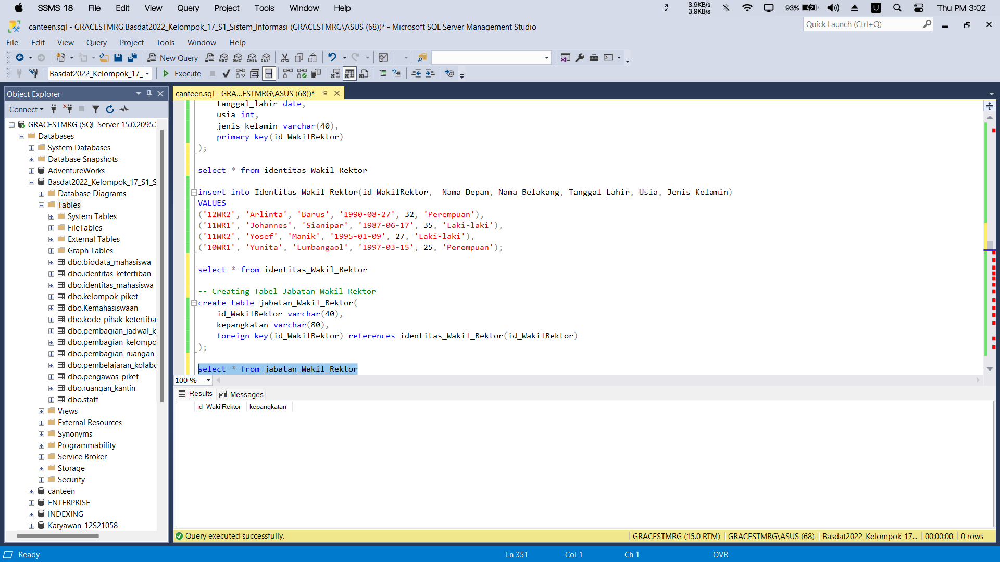 SSMS 18 File Edit View Query Project Tools Window Help 3.9KB/s 3.9KB/s 93% U Thu PM 3:02
canteen.sql - GRACESTMRG.Basdat2022_Kelompok_17_S1_Sistem_Informasi (GRACESTMRG\ASUS (68))* - Microsoft SQL Server Management Studio
Quick Launch (Ctrl+Q)
File Edit View Query Project Tools Window Help
New Query MDX DMX XMLA DAX
Basdat2022_Kelompok_17_ Execute
Object Explorer
Connect
GRACESTMRG (SQL Server 15.0.2095.3
Databases
System Databases
Database Snapshots
AdventureWorks
Basdat2022_Kelompok_17_S1_S
Database Diagrams
Tables
System Tables
FileTables
External Tables
Graph Tables
dbo.biodata_mahasiswa
dbo.identitas_ketertiban
dbo.identitas_mahasiswa
dbo.kelompok_piket
dbo.Kemahasiswaan
dbo.kode_pihak_ketertiba
dbo.pembagian_jadwal_k
dbo.pembagian_kelompo
dbo.pembagian_ruangan_
dbo.pembelajaran_kolabo
dbo.pengawas_piket
dbo.ruangan_kantin
dbo.staff
Views
External Resources
Synonyms
Programmability
Service Broker
Storage
Security
canteen
ENTERPRISE
INDEXING
Karyawan_12S21058
canteen.sql - GRA...ESTMRG\ASUS (68))*
tanggal_lahir date,
usia int,
jenis_kelamin varchar(40),
primary key(id_WakilRektor)
);
select * from identitas_Wakil_Rektor
insert into Identitas_Wakil_Rektor(id_WakilRektor,  Nama_Depan, Nama_Belakang, Tanggal_Lahir, Usia, Jenis_Kelamin)
VALUES
('12WR2', 'Arlinta', 'Barus', '1990-08-27', 32, 'Perempuan'),
('11WR1', 'Johannes', 'Sianipar', '1987-06-17', 35, 'Laki-laki'),
('11WR2', 'Yosef', 'Manik', '1995-01-09', 27, 'Laki-laki'),
('10WR1', 'Yunita', 'Lumbangaol', '1997-03-15', 25, 'Perempuan');
select * from identitas_Wakil_Rektor
-- Creating Tabel Jabatan Wakil Rektor
create table jabatan_Wakil_Rektor(
id_WakilRektor varchar(40),
kepangkatan varchar(80),
foreign key(id_WakilRektor) references identitas_Wakil_Rektor(id_WakilRektor)
);
select * from jabatan_Wakil_Rektor
100 %
Results Messages
id_WakilRektor kepangkatan
Query executed successfully. GRACESTMRG (15.0 RTM) GRACESTMRG\ASUS (68) Basdat2022_Kelompok_17... 00:00:00 0 rows
Ready Ln 351 Col 1 Ch 1 OVR